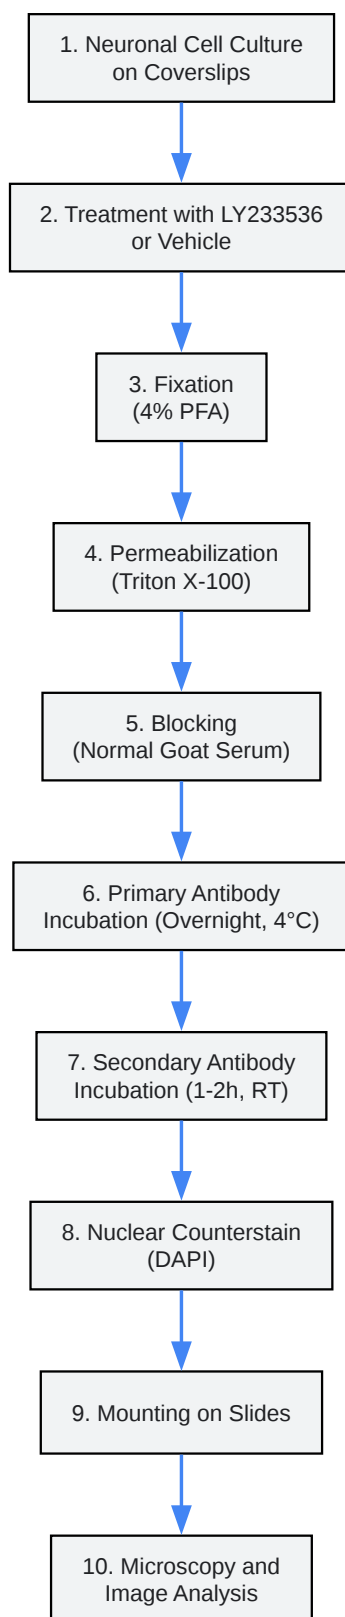 1. Neuronal Cell Culture
on Coverslips
2. Treatment with LY233536
or Vehicle
3. Fixation
(4% PFA)
4. Permeabilization
(Triton X-100)
5. Blocking
(Normal Goat Serum)
6. Primary Antibody
Incubation (Overnight, 4°C)
7. Secondary Antibody
Incubation (1-2h, RT)
8. Nuclear Counterstain
(DAPI)
9. Mounting on Slides
10. Microscopy and
Image Analysis